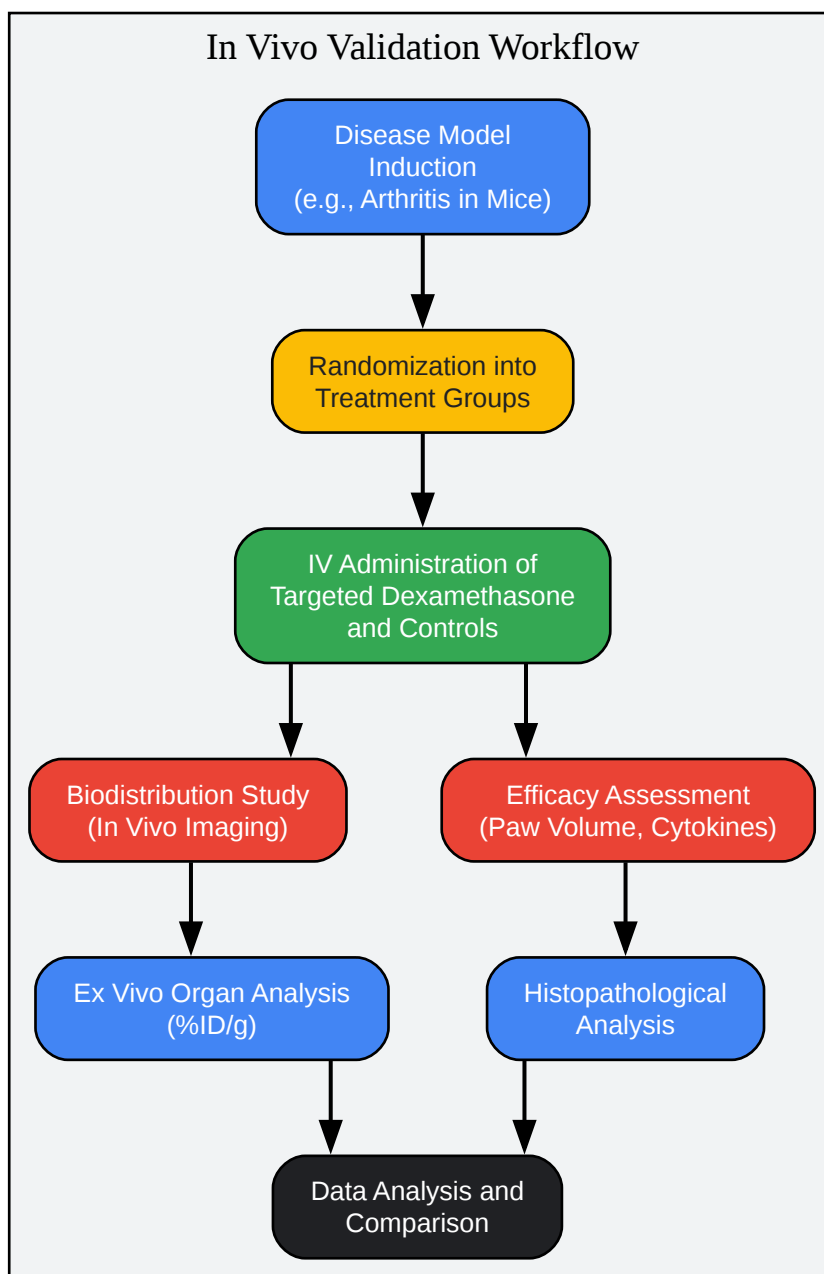 In Vivo Validation Workflow
Disease Model
Induction
(e.g., Arthritis in Mice)
Randomization into
Treatment Groups
IV Administration of
Targeted Dexamethasone
and Controls
Biodistribution Study
(In Vivo Imaging)
Efficacy Assessment
(Paw Volume, Cytokines)
Ex Vivo Organ Analysis
(%ID/g)
Histopathological
Analysis
Data Analysis and
Comparison